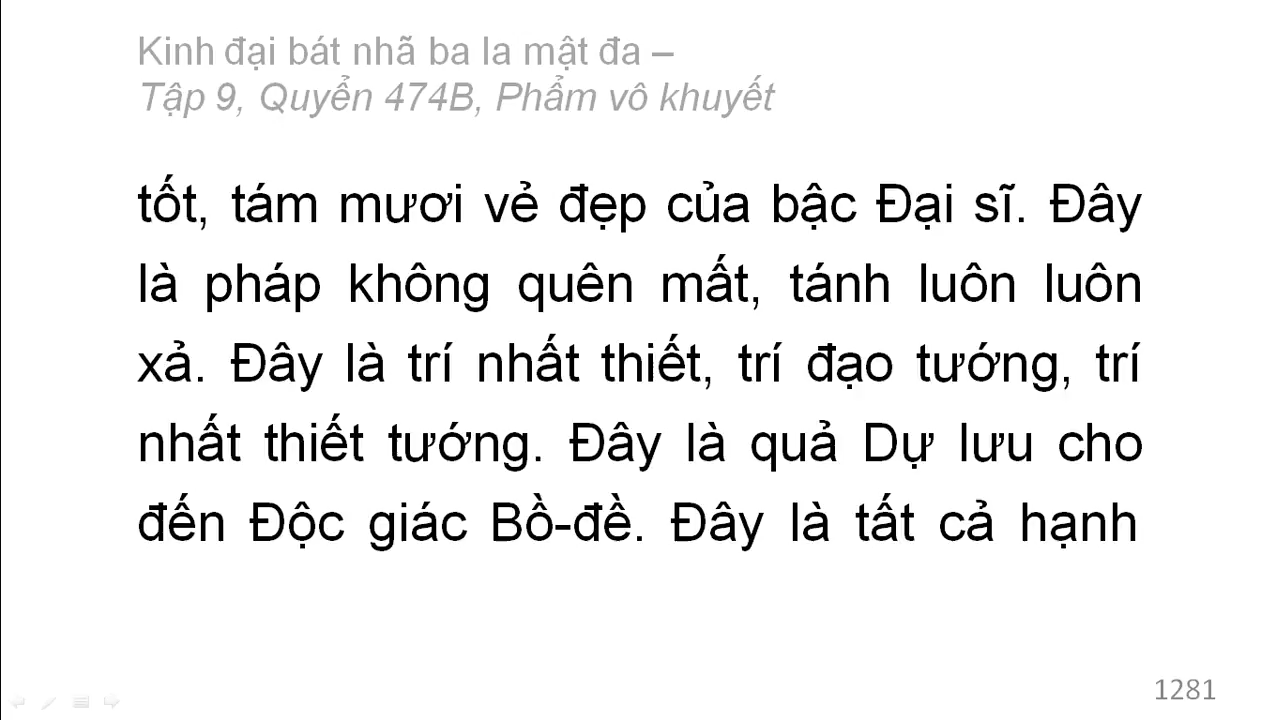 Kinh đại bát nhã ba la mật đa –
Tập 9, Quyển 474B, Phẩm vô khuyết
tốt, tám mươi vẻ đẹp của bậc Đại sĩ. Đây
là pháp không quên mất, tánh luôn luôn
xả. Đây là trí nhất thiết, trí đạo tướng, trí
nhất thiết tướng. Đây là quả Dự lưu cho
đến Độc giác Bồ-đề. Đây là tất cả hạnh
1281